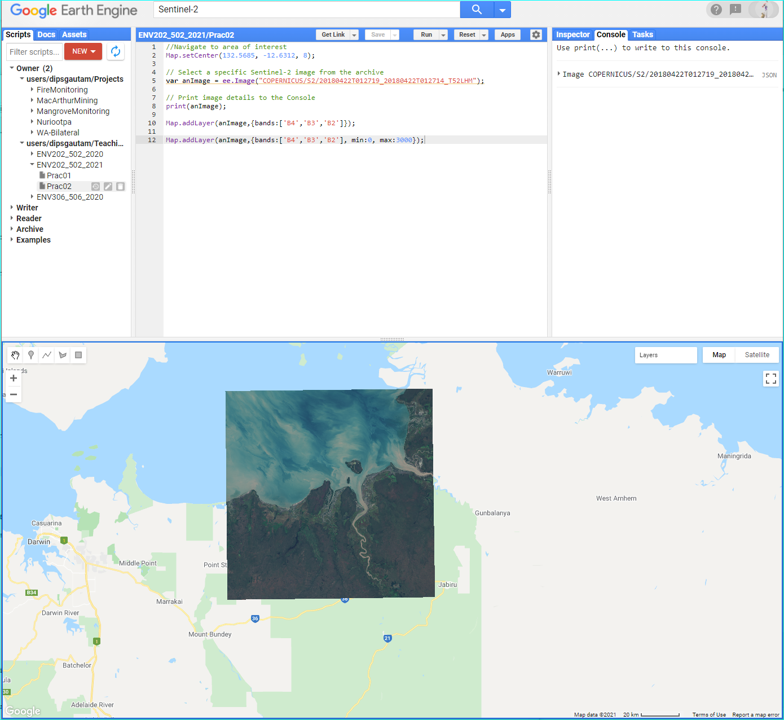 Google Earth Engine
Sentinel-2
Scripts Docs Assets
Filter scripts...
NEW
Owner (2)
users/dipsgautam/Projects
FireMonitoring
MacArthurMining
MangroveMonitoring
Nuriootpa
WA-Bilateral
users/dipsgautam/Teachi...
ENV202_502_2020
ENV202_502_2021
Prac01
Prac02
ENV306_506_2020
Writer
Reader
Archive
Examples
ENV202_502_2021/Prac02
Get Link Save Run Reset Apps
1 //Navigate to area of interest
2 Map.setCenter(132.5685, -12.6312, 8);
3
4 // Select a specific Sentinel-2 image from the archive
5 var anImage = ee.Image("COPERNICUS/S2/20180422T012719_20180422T012714_T52LHM");
6
7 // Print image details to the Console
8 print(anImage);
9
10 Map.addLayer(anImage,{bands:['B4','B3','B2']});
11
12 Map.addLayer(anImage,{bands:['B4','B3','B2'], min:0, max:3000});
Inspector Console Tasks
Use print(...) to write to this console.
Image COPERNICUS/S2/20180422T012719_2018042... JSON
Layers
Map Satellite
Warruwi
Maningrida
West Arnhem
Gunbalanya
Casuarina
Darwin
1
Middle Point
Point St
Jabiru
B34
Marrakai
36
Darwin River
Mount Bundey
21
1
Batchelor
Adelaide River
Google
Map data ©2021 20 km Terms of Use Report a map error